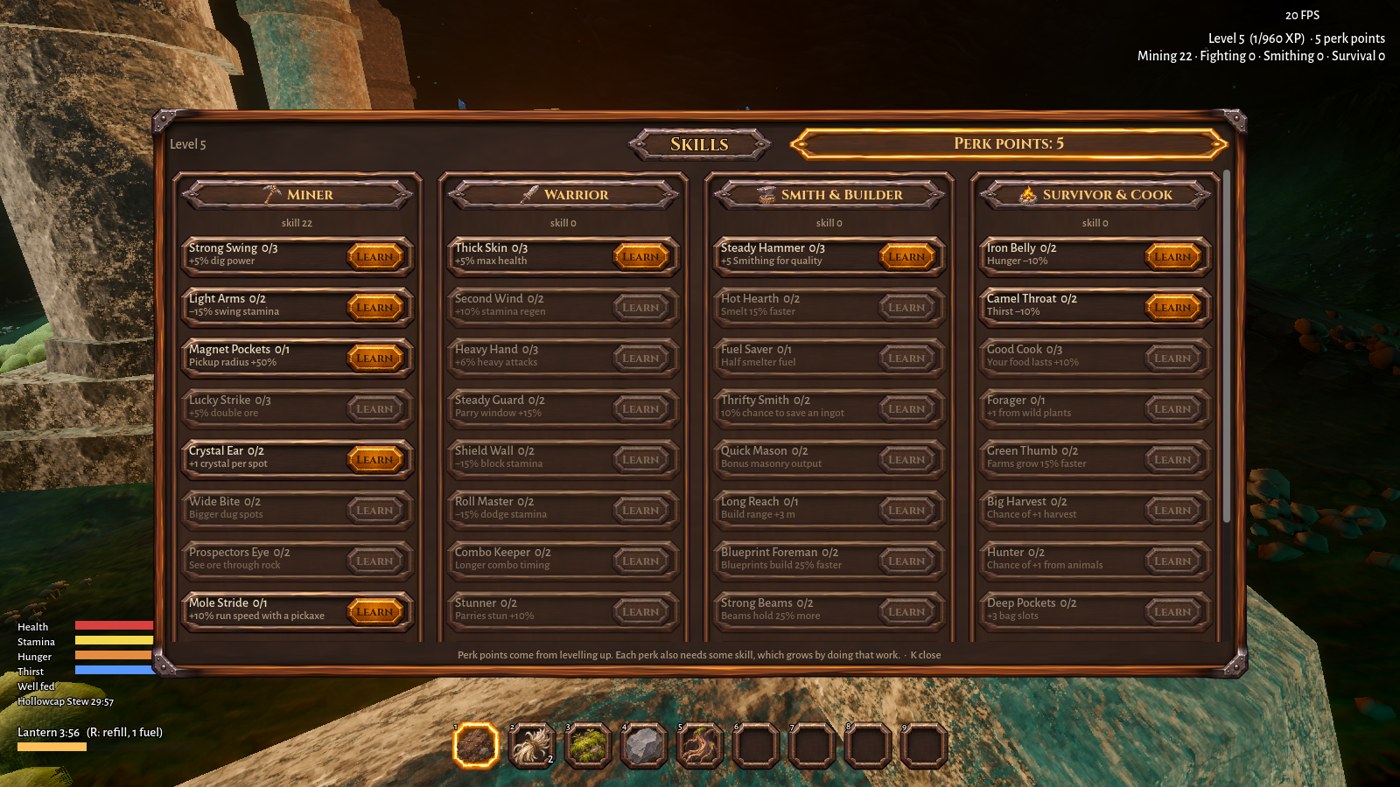 20 FPS
Level 5 (1/960 XP) · 5 perk points
Mining 22 · Fighting 0 · Smithing 0 · Survival 0
Level 5
SKILLS
PERK POINTS: 5
MINER
skill 22
Strong Swing 0/3
+5% dig power
LEARN
Light Arms 0/2
−15% swing stamina
LEARN
Magnet Pockets 0/1
Pickup radius +50%
LEARN
Lucky Strike 0/3
+5% double ore
LEARN
Crystal Ear 0/2
+1 crystal per spot
LEARN
Wide Bite 0/2
Bigger dug spots
LEARN
Prospectors Eye 0/2
See ore through rock
LEARN
Mole Stride 0/1
+10% run speed with a pickaxe
LEARN
WARRIOR
skill 0
Thick Skin 0/3
+5% max health
LEARN
Second Wind 0/2
+10% stamina regen
LEARN
Heavy Hand 0/3
+6% heavy attacks
LEARN
Steady Guard 0/2
Parry window +15%
LEARN
Shield Wall 0/2
−15% block stamina
LEARN
Roll Master 0/2
−15% dodge stamina
LEARN
Combo Keeper 0/2
Longer combo timing
LEARN
Stunner 0/2
Parries stun +10%
LEARN
SMITH & BUILDER
skill 0
Steady Hammer 0/3
+5 Smithing for quality
LEARN
Hot Hearth 0/2
Smelt 15% faster
LEARN
Fuel Saver 0/1
Half smelter fuel
LEARN
Thrifty Smith 0/2
10% chance to save an ingot
LEARN
Quick Mason 0/2
Bonus masonry output
LEARN
Long Reach 0/1
Build range +3 m
LEARN
Blueprint Foreman 0/2
Blueprints build 25% faster
LEARN
Strong Beams 0/2
Beams hold 25% more
LEARN
SURVIVOR & COOK
skill 0
Iron Belly 0/2
Hunger −10%
LEARN
Camel Throat 0/2
Thirst −10%
LEARN
Good Cook 0/3
Your food lasts +10%
LEARN
Forager 0/1
+1 from wild plants
LEARN
Green Thumb 0/2
Farms grow 15% faster
LEARN
Big Harvest 0/2
Chance of +1 harvest
LEARN
Hunter 0/2
Chance of +1 from animals
LEARN
Deep Pockets 0/2
+3 bag slots
LEARN
Perk points come from levelling up. Each perk also needs some skill, which grows by doing that work. · K close
Health
Stamina
Hunger
Thirst
Well fed
Hollowcap Stew 29:57
Lantern 3:56 (R: refill, 1 fuel)
1 2 3 4 5 6 7 8 9
2